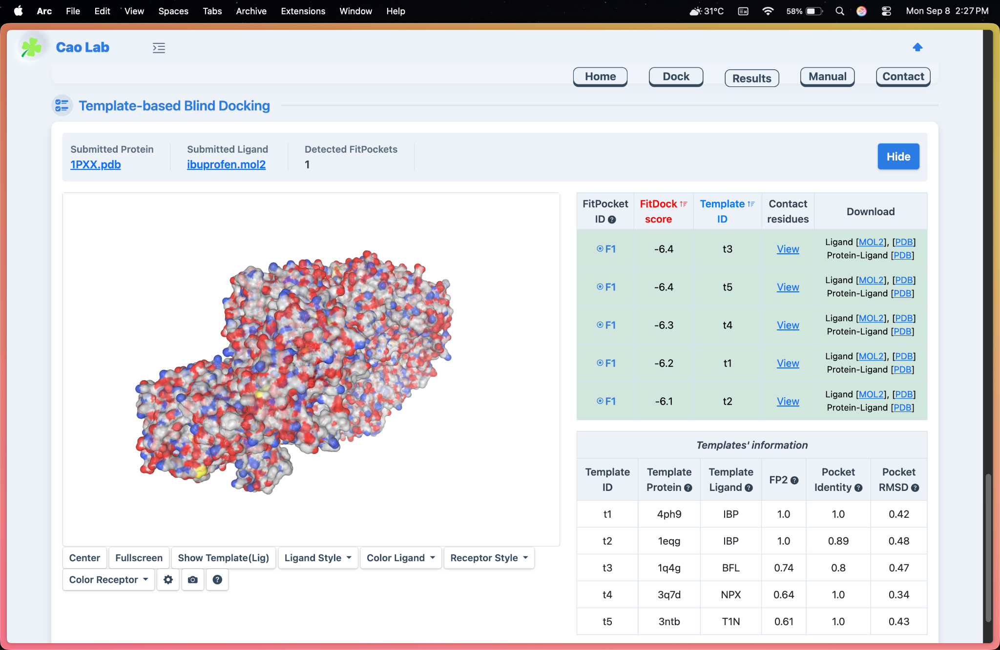 Arc File Edit View Spaces Tabs Archive Extensions Window Help 31°C 58% Mon Sep 8 2:27 PM
Cao Lab
Home Dock Results Manual Contact
Template-based Blind Docking
Submitted Protein Submitted Ligand Detected FitPockets
1PXX.pdb ibuprofen.mol2 1
Hide
FitPocket FitDock Template Contact Download
ID score ID residues
F1 -6.4 t3 View Ligand [MOL2], [PDB]
Protein-Ligand [PDB]
F1 -6.4 t5 View Ligand [MOL2], [PDB]
Protein-Ligand [PDB]
F1 -6.3 t4 View Ligand [MOL2], [PDB]
Protein-Ligand [PDB]
F1 -6.2 t1 View Ligand [MOL2], [PDB]
Protein-Ligand [PDB]
F1 -6.1 t2 View Ligand [MOL2], [PDB]
Protein-Ligand [PDB]
Templates' information
Template Template Template FP2 Pocket Pocket
ID Protein Ligand Identity RMSD
t1 4ph9 IBP 1.0 1.0 0.42
t2 1eqg IBP 1.0 0.89 0.48
t3 1q4g BFL 0.74 0.8 0.47
t4 3q7d NPX 0.64 1.0 0.34
t5 3ntb T1N 0.61 1.0 0.43
Center Fullscreen Show Template(Lig) Ligand Style Color Ligand Receptor Style
Color Receptor